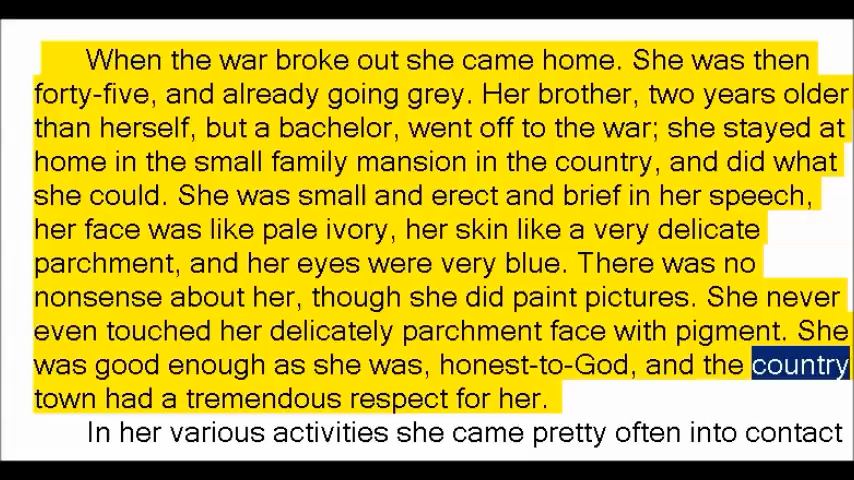 When the war broke out she came home. She was then
forty-five, and already going grey. Her brother, two years older
than herself, but a bachelor, went off to the war; she stayed at
home in the small family mansion in the country, and did what
she could. She was small and erect and brief in her speech,
her face was like pale ivory, her skin like a very delicate
parchment, and her eyes were very blue. There was no
nonsense about her, though she did paint pictures. She never
even touched her delicately parchment face with pigment. She
was good enough as she was, honest-to-God, and the country
town had a tremendous respect for her.
In her various activities she came pretty often into contact